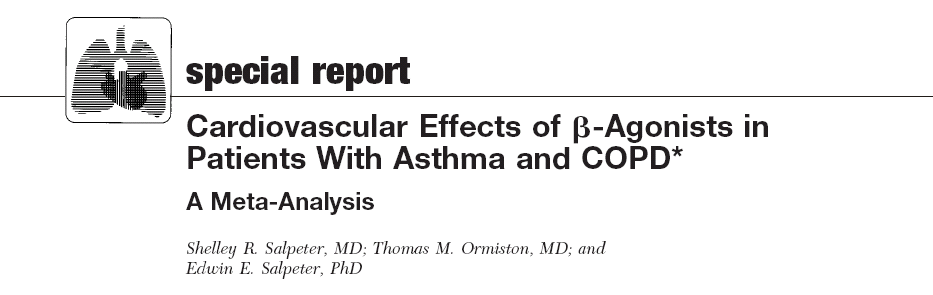 special report
Cardiovascular Effects of β-Agonists in
Patients With Asthma and COPD*
A Meta-Analysis
Shelley R. Salpeter, MD; Thomas M. Ormiston, MD; and
Edwin E. Salpeter, PhD